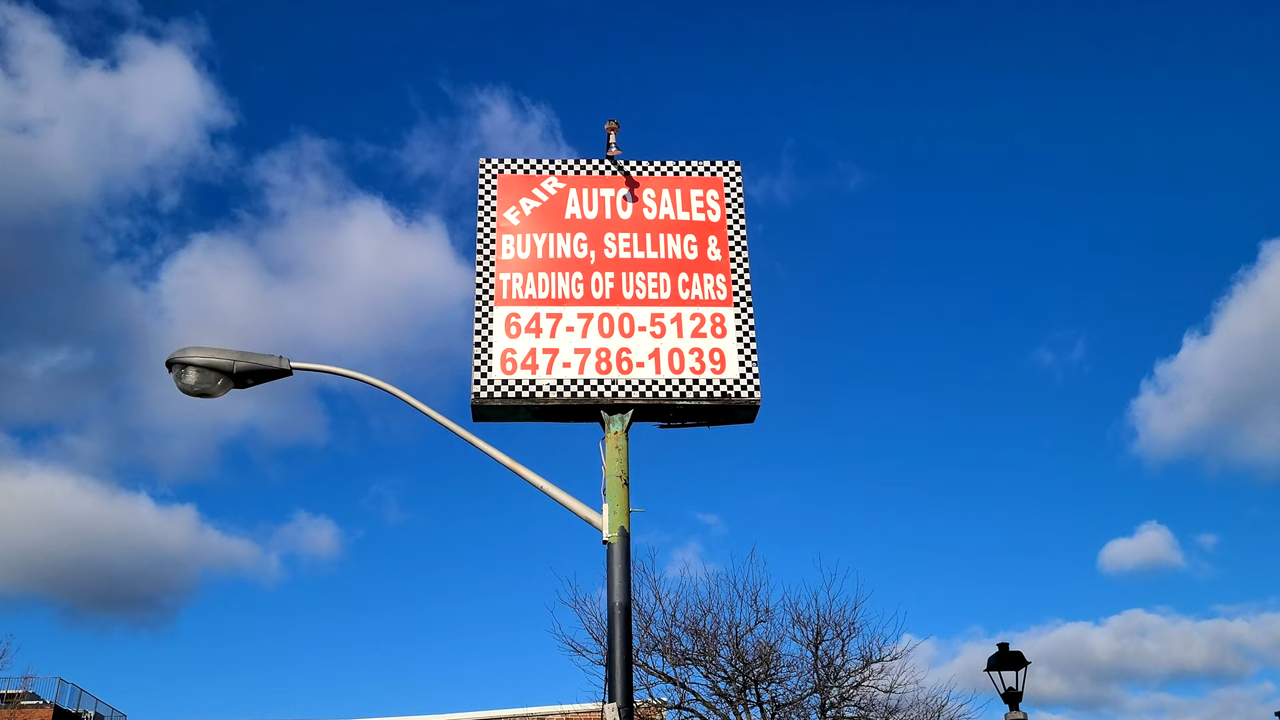 FAIR AUTO SALES
BUYING, SELLING &
TRADING OF USED CARS
647-700-5128
647-786-1039